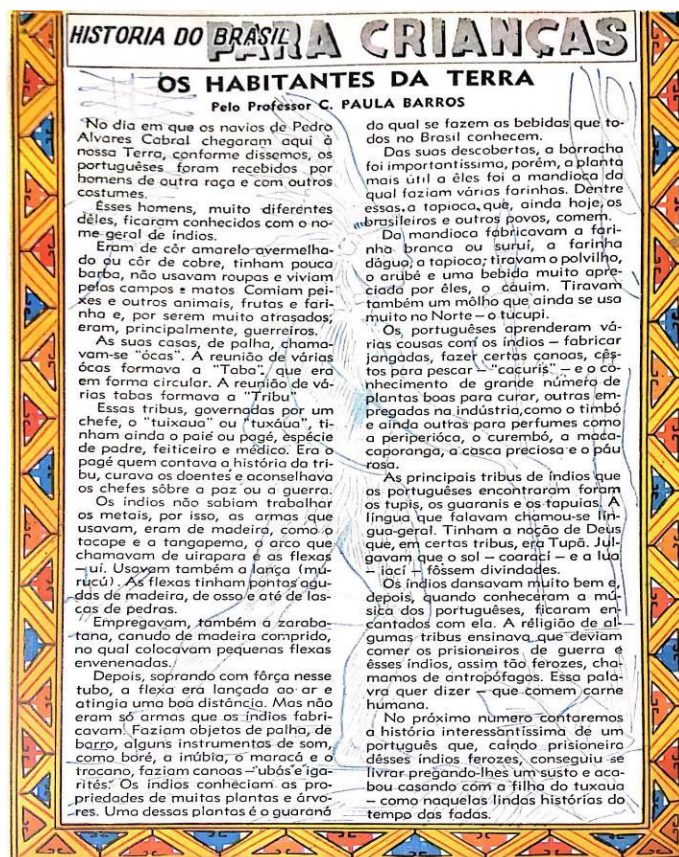 HISTORIA DO BRASIL PARA CRIANÇAS
OS HABITANTES DA TERRA
Pelo Professor C. PAULA BARROS
No dia em que os navios de Pedro
Alvares Cabral chegaram aqui à
nossa Terra, conforme dissemos, os
portuguêses foram recebidos por
homens de outra raça e com outros
costumes.
Êsses homens, muito diferentes
dêles, ficaram conhecidos com o no-
me geral de índios.
Eram de côr amarelo avermelha-
do ou côr de cobre, tinham pouca
barba, não usavam roupas e viviam
pelos campos e matos Comiam pei-
xes e outros animais, frutas e fari-
nha e, por serem muito atrasados;
eram, principalmente, guerreiros.
As suas casas, de palha, chama-
vam-se "ócas". A reunião de várias
ócas formava a "Taba", que era
em forma circular. A reunião de vá-
rias tabas formava a "Tribu".
Essas tribus, governadas por um
chefe, o "tuixaua" ou "tuxáua", ti-
nham ainda o paié ou pagé, espécie
de padre, feiticeiro e médico. Era o
pagé quem contava a história da tri-
bu, curava os doentes e aconselhava
os chefes sôbre a paz ou a guerra.
Os índios não sabiam trabalhar
os metais, por isso, as armas que
usavam, eram de madeira, como o
tacape e a tangapema, o arco que
chamavam de uirapara e as flexas
– uí. Usavam também a lança (mú-
rucú). As flexas tinham pontas agu-
das de madeira, de osso e até de las-
cas de pedras.
Empregavam, também a zaraba-
tana, canudo de madeira comprido,
no qual colocavam pequenas flexas
envenenadas.
Depois, soprando com fôrça nesse
tubo, a flexa era lançada ao ar e
atingia uma boa distância. Mas não
eram só armas que os índios fabri-
cavam! Faziam objetos de palha, de
barro, alguns instrumentos de som,
como boré, a inúbia, o maracá e o
trocano, faziam canoas – "ubás" e iga-
rités. Os índios conheciam as pro-
priedades de muitas plantas e árvo-
res. Uma dessas plantas é o guaraná
da qual se fazem as bebidas que to-
dos no Brasil conhecem.
Das suas descobertas, a borracha
foi importantíssima, porém, a planta
mais útil a êles foi a mandioca da
qual faziam várias farinhas. Dentre
essas, a tapioca, que, ainda hoje, os
brasileiros e outros povos, comem.
Da mandioca fabricavam a fari-
nha branca ou suruí, a farinha
dágua, a tapioca; tiravam o polvilho,
o arubé e uma bebida muito apre-
ciada por êles, o cauim. Tiravam
também um môlho que ainda se usa
muito no Norte – o tucupi.
Os portuguêses aprenderam vá-
rias cousas com os índios – fabricar
jangadas, fazer certas canoas, cês-
tos para pescar – "cacuris" – e o co-
nhecimento de grande número de
plantas boas para curar, outras em-
pregadas na indústria, como o timbó
e ainda outras para perfumes como
a periperióca, o curembó, a maca-
caporanga, a casca preciosa e o páu
rosa.
As principais tribus de índios que
os portuguêses encontraram foram
os tupis, os guaranis e os tapuias. A
língua que falavam chamou-se lín-
gua-geral. Tinham a noção de Deus
que, em certas tribus, era Tupã. Jul-
gavam que o sol – coaraci – e a lua
– iací – fôssem divindades.
Os índios dansavam muito bem e,
depois, quando conheceram a mú-
sica dos portuguêses, ficaram en-
cantados com ela. A réligião de al-
gumas tribus ensinava que deviam
comer os prisioneiros de guerra e
êsses índios, assim tão ferozes, cha-
mamos de antropófagos. Essa pala-
vra quer dizer – que comem carne
humana.
No próximo numero contaremos
a história interessantíssima de um
português que, caindo prisioneiro
dêsses índios ferozes, conseguiu se
livrar pregando-lhes um susto e aca-
bou casando com a filha do tuxaua
– como naquelas lindas histórias do
tempo das fadas.